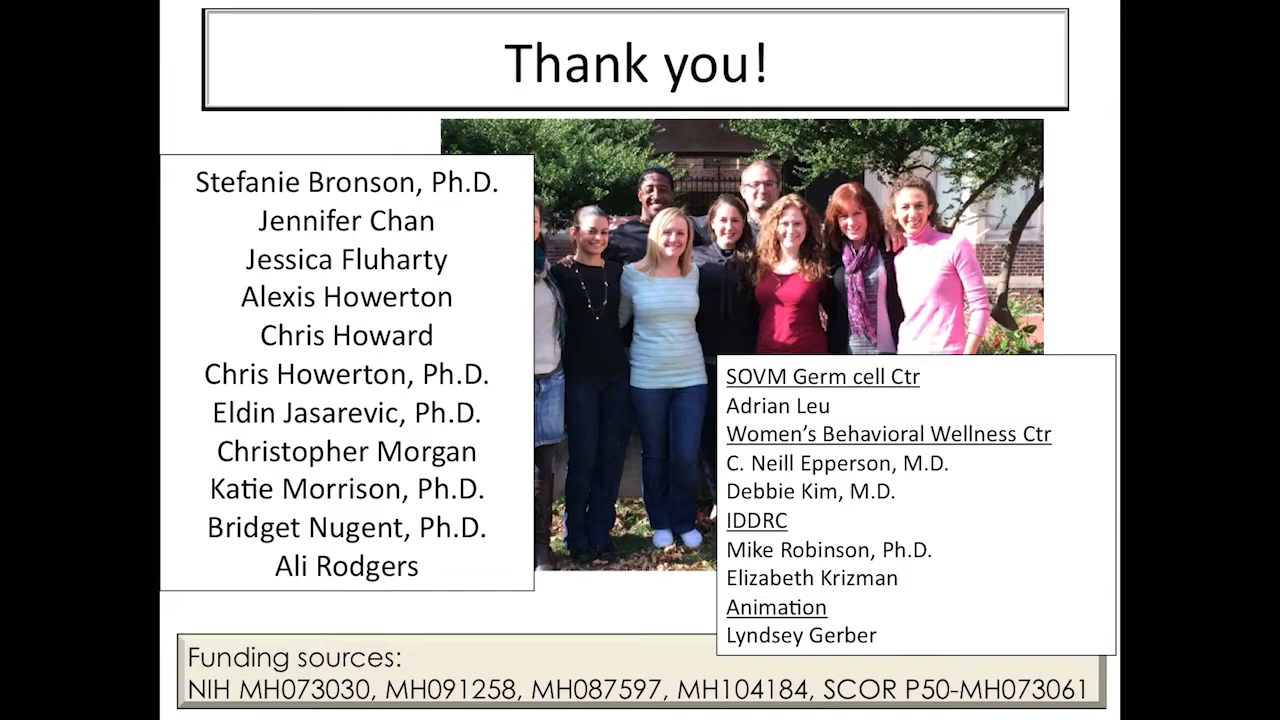 Thank you!
Stefanie Bronson, Ph.D.
Jennifer Chan
Jessica Fluharty
Alexis Howerton
Chris Howard
Chris Howerton, Ph.D.
Eldin Jasarevic, Ph.D.
Christopher Morgan
Katie Morrison, Ph.D.
Bridget Nugent, Ph.D.
Ali Rodgers
SOVM Germ cell Ctr
Adrian Leu
Women’s Behavioral Wellness Ctr
C. Neill Epperson, M.D.
Debbie Kim, M.D.
IDDRC
Mike Robinson, Ph.D.
Elizabeth Krizman
Animation
Lyndsey Gerber
Funding sources:
NIH MH073030, MH091258, MH087597, MH104184, SCOR P50-MH073061